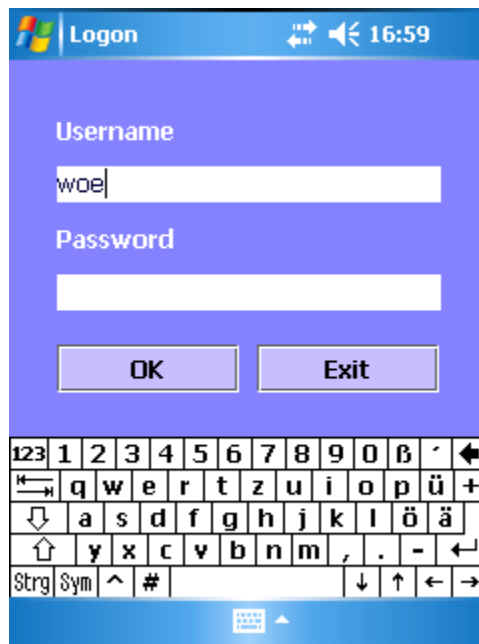 Logon 16:59
Username
woe
Password
OK Exit
123 1 2 3 4 5 6 7 8 9 0 ß ´
q w e r t z u i o p ü +
a s d f g h j k l ö ä
y x c v b n m , . -
Strg Sym ^ # ↓ ↑ ← →